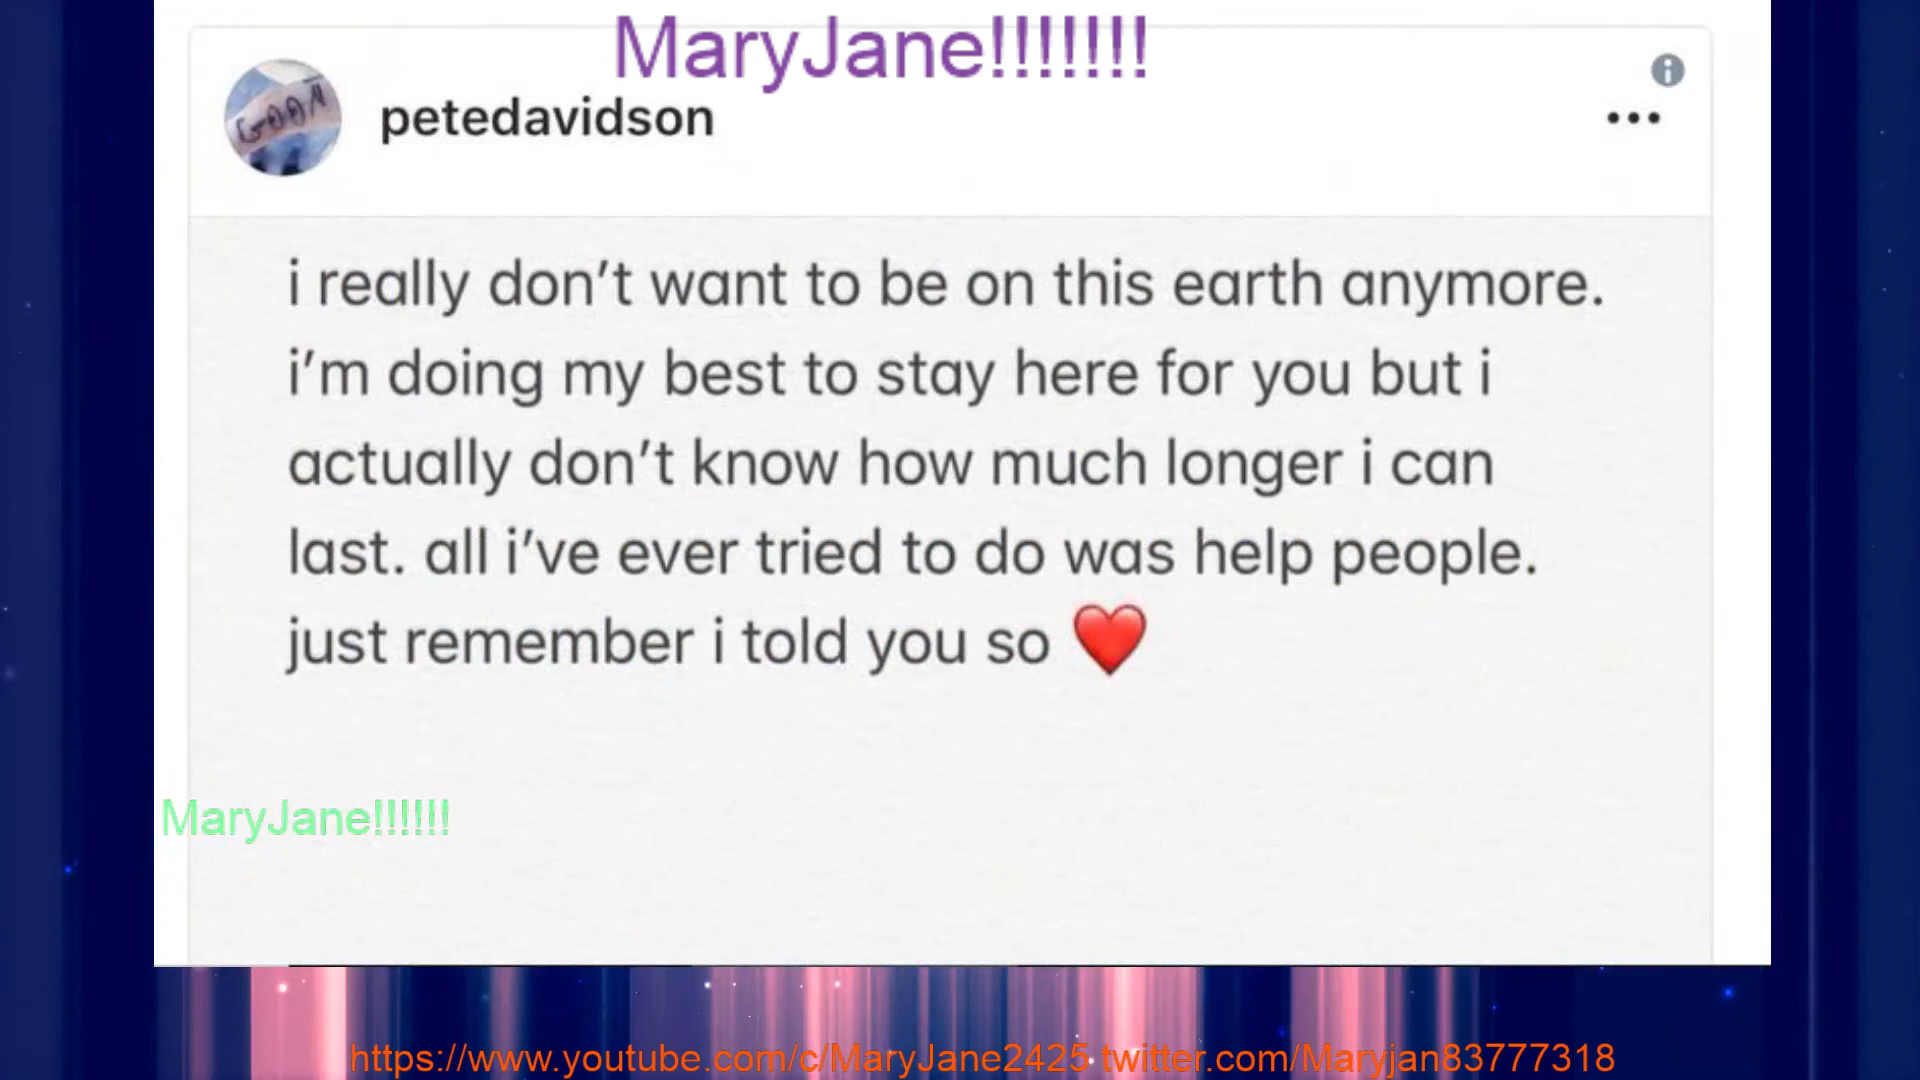 MaryJane!!!!!!!
petedavidson
i really don’t want to be on this earth anymore.
i’m doing my best to stay here for you but i
actually don’t know how much longer i can
last. all i’ve ever tried to do was help people.
just remember i told you so ❤️
MaryJane!!!!!!
https://www.youtube.com/c/MaryJane2425 twitter.com/Maryjan83777318